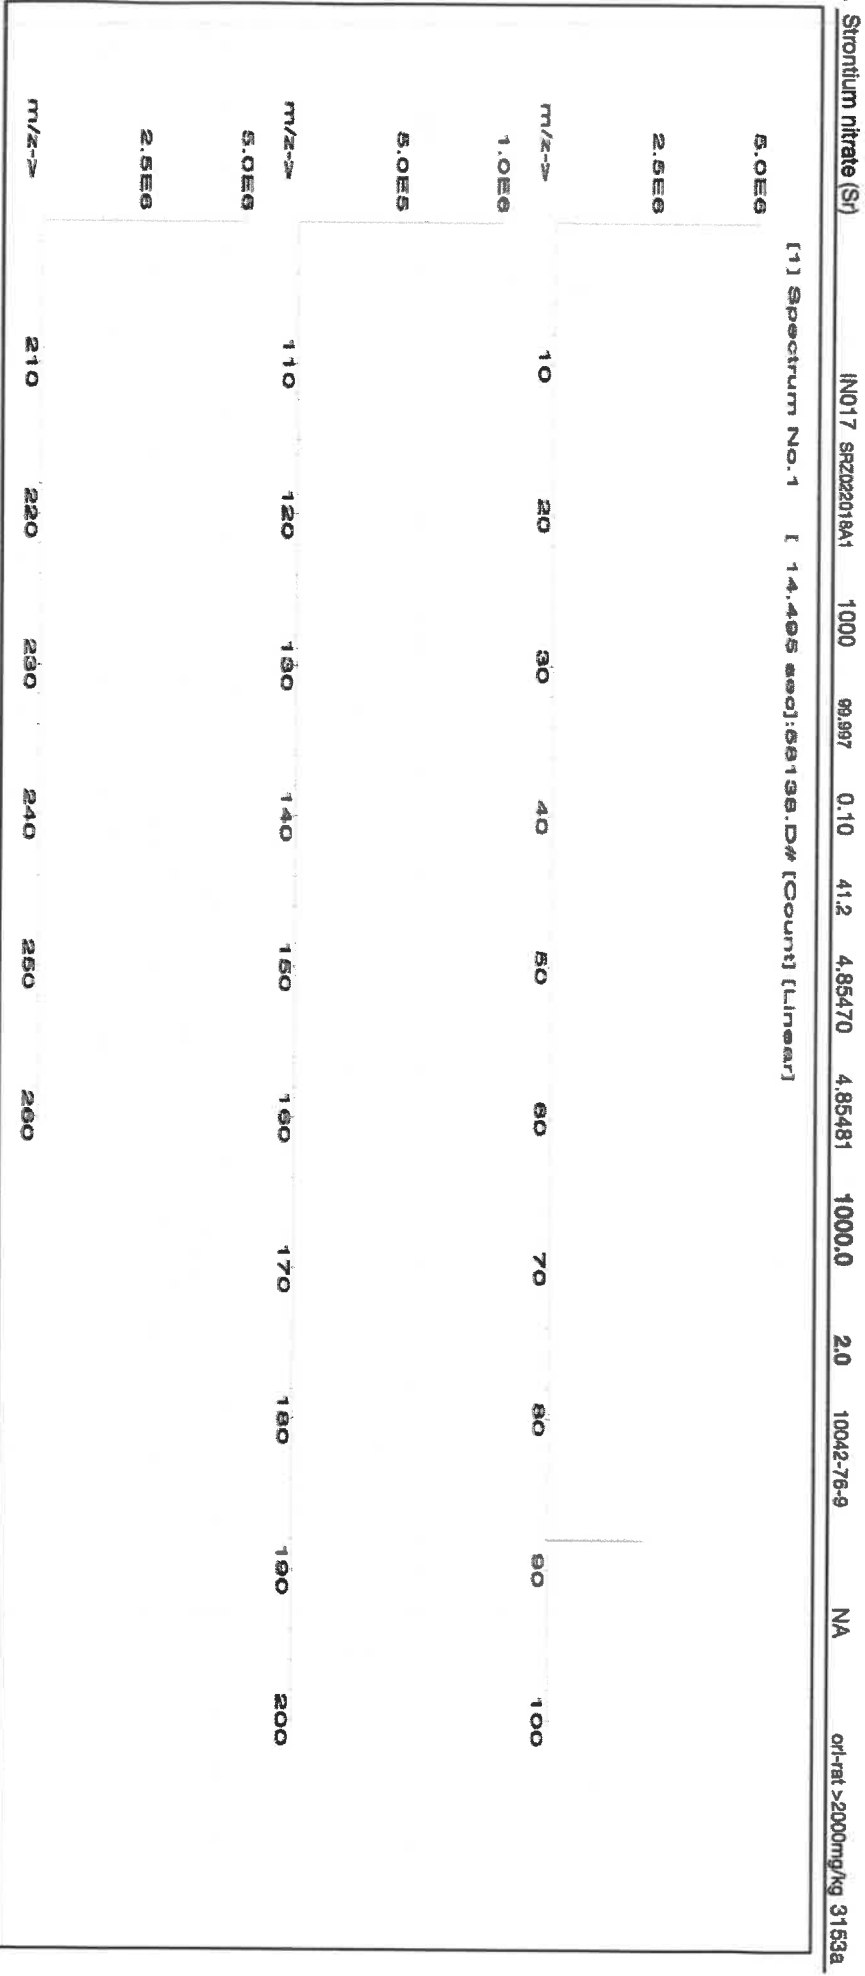 Strontium nitrate (Sr) IN017 SRZ022018A1 1000 99.997 0.10 41.2 4.85470 4.85481 1000.0 2.0 10042-76-9 NA orl-rat >2000mg/kg 3153a
[1] Spectrum No.1 [ 14.495 sec]:68138.D# [Count] [Linear]
5.0E6
2.5E6
m/z-> 10 20 30 40 50 60 70 80 90 100
1.0E6
5.0E5
m/z-> 110 120 130 140 150 160 170 180 190 200
5.0E6
2.5E6
m/z-> 210 220 230 240 250 260